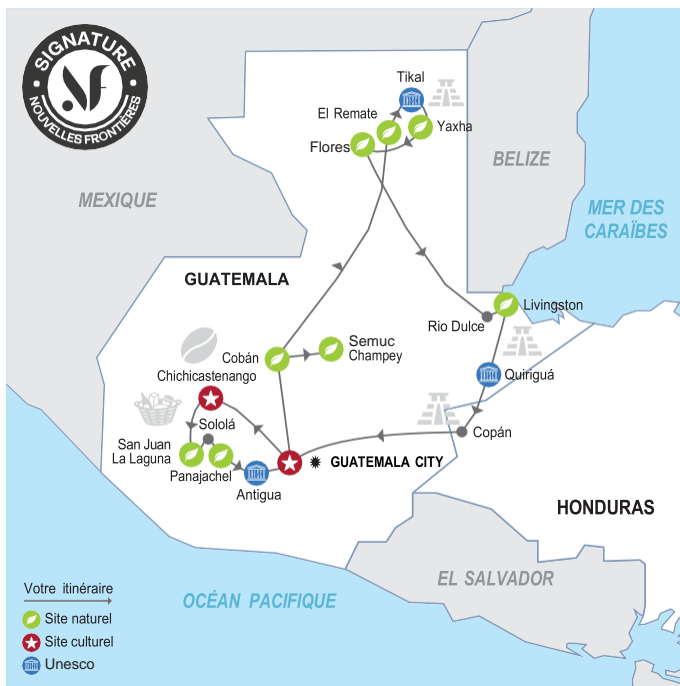 SIGNATURE
NF
NOUVELLES FRONTIÈRES
Tikal
El Remate
Yaxha
Flores
BELIZE
MEXIQUE
MER DES
CARAÏBES
GUATEMALA
Livingston
Rio Dulce
Semuc
Champey
Cobán
Chichicastenango
Quiriguá
Sololá
San Juan
La Laguna
Copán
Panajachel
GUATEMALA CITY
Antigua
HONDURAS
EL SALVADOR
OCÉAN PACIFIQUE
Votre itinéraire
Site naturel
Site culturel
Unesco